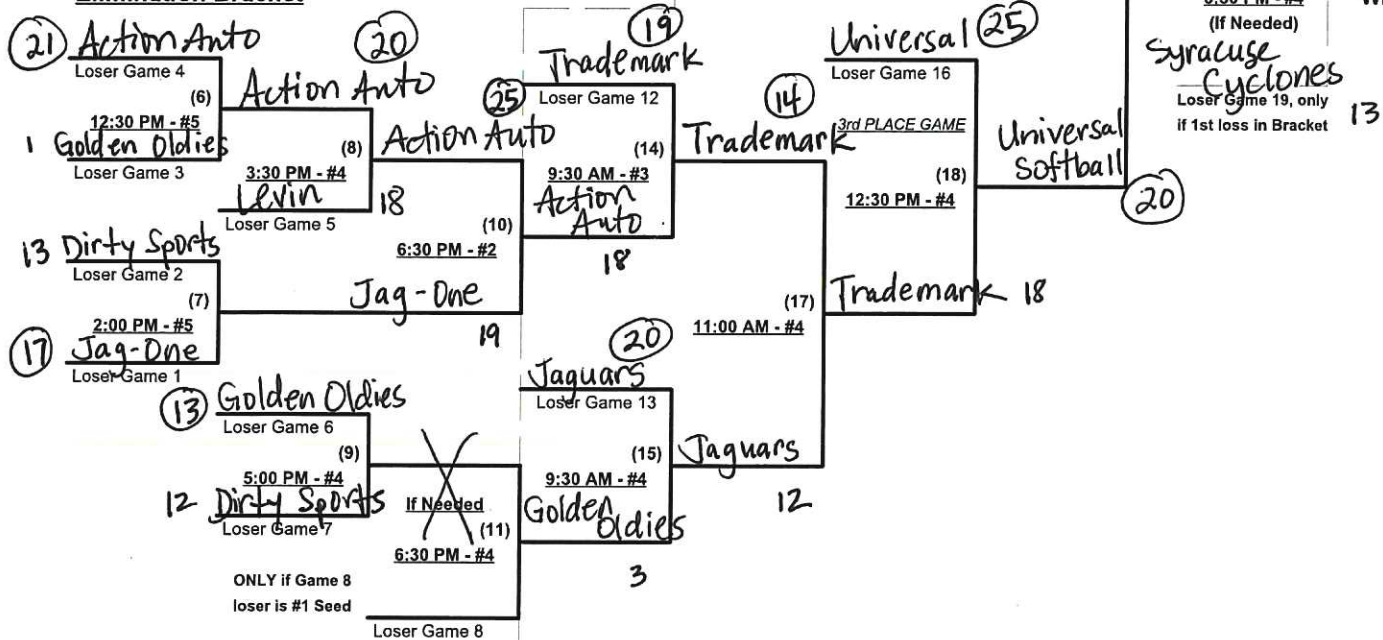 Elimination Bracket
21 Action Auto
Loser Game 4
(6)
12:30 PM - #5
1 Golden Oldies
Loser Game 3
20
Action Auto
(8)
3:30 PM - #4
Levin
18
Loser Game 5
13 Dirty Sports
Loser Game 2
(7)
2:00 PM - #5
17 Jag-One
Loser Game 1
25
Action Auto
(10)
6:30 PM - #2
Jag-One
19
13 Golden Oldies
Loser Game 6
(9)
5:00 PM - #4
12 Dirty Sports
Loser Game 7
If Needed
(11)
6:30 PM - #4
ONLY if Game 8
loser is #1 Seed
Loser Game 8
19
Trademark
Loser Game 12
(14)
9:30 AM - #3
Action
Auto
18
20
Jaguars
Loser Game 13
(15)
9:30 AM - #4
Golden
Oldies
3
14
Trademark
(17)
11:00 AM - #4
Jaguars
12
Universal 25
Loser Game 16
3rd PLACE GAME
(18)
12:30 PM - #4
Trademark 18
Universal
Softball
20
(If Needed)
Syracuse
Cyclones
Loser Game 19, only
if 1st loss in Bracket
13